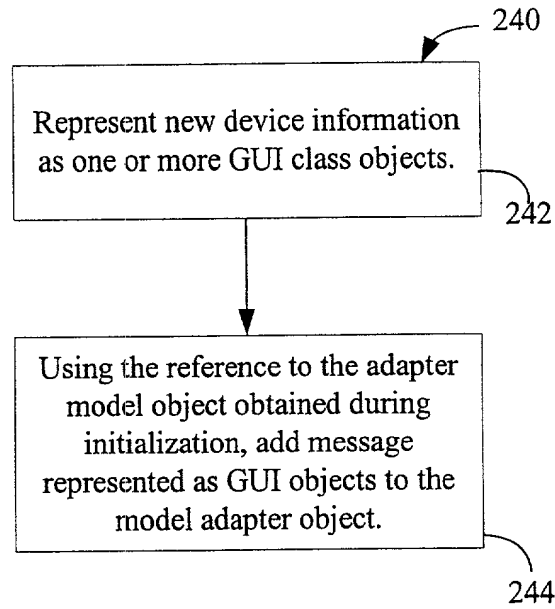 240
Represent new device information
as one or more GUI class objects.
242
Using the reference to the adapter
model object obtained during
initialization, add message
represented as GUI objects to the
model adapter object.
244